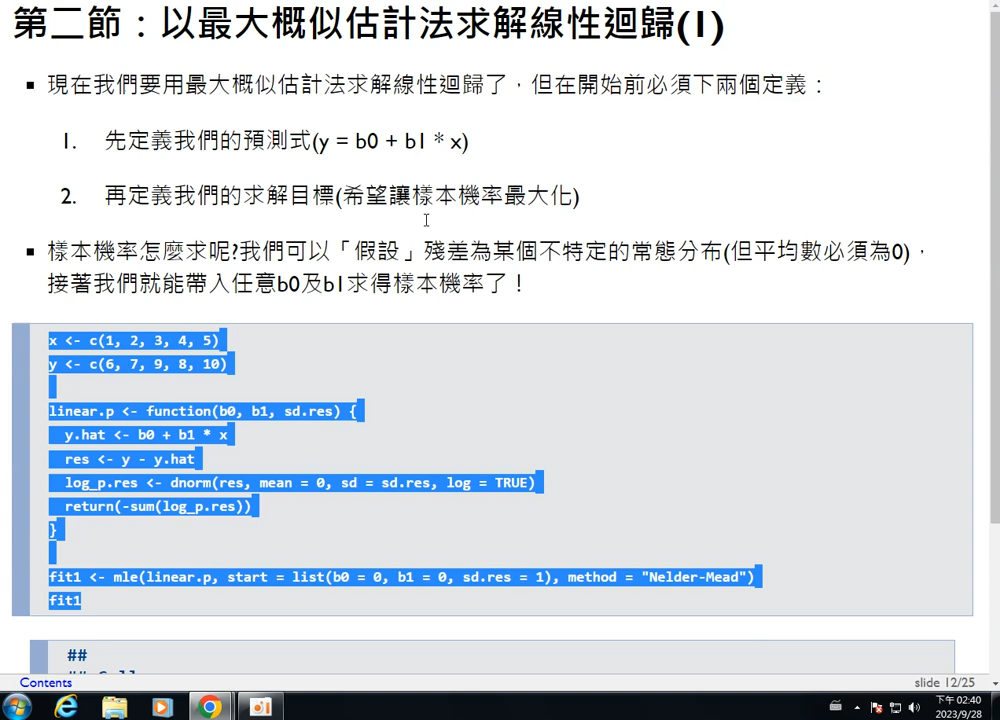 第二節：以最大概似估計法求解線性迴歸(1)
▪ 現在我們要用最大概似估計法求解線性迴歸了，但在開始前必須下兩個定義：
1. 先定義我們的預測式(y = b0 + b1 * x)
2. 再定義我們的求解目標(希望讓樣本機率最大化)
▪ 樣本機率怎麼求呢?我們可以「假設」殘差為某個不特定的常態分布(但平均數必須為0)，
接著我們就能帶入任意b0及b1求得樣本機率了！
x <- c(1, 2, 3, 4, 5)
y <- c(6, 7, 9, 8, 10)
linear.p <- function(b0, b1, sd.res) {
  y.hat <- b0 + b1 * x
  res <- y - y.hat
  log_p.res <- dnorm(res, mean = 0, sd = sd.res, log = TRUE)
  return(-sum(log_p.res))
}
fit1 <- mle(linear.p, start = list(b0 = 0, b1 = 0, sd.res = 1), method = "Nelder-Mead")
fit1
##
Contents
slide 12/25
下午 02:40
2023/9/28